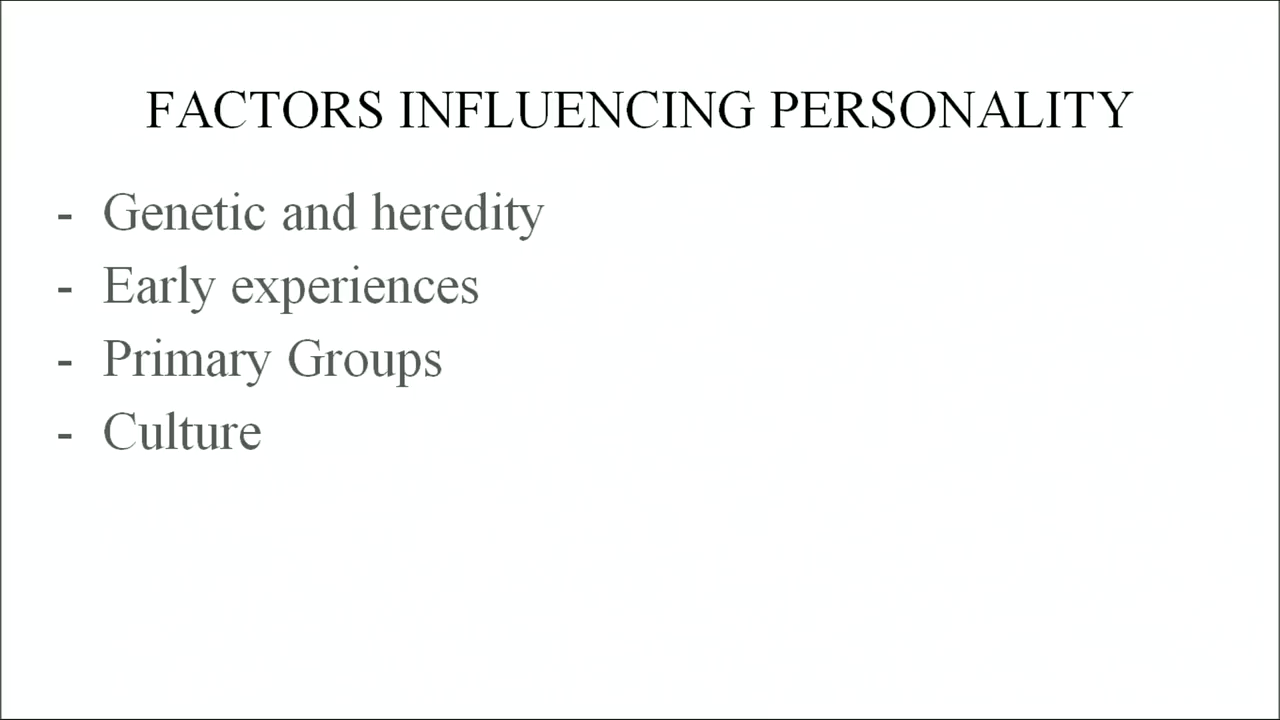 FACTORS INFLUENCING PERSONALITY
- Genetic and heredity
- Early experiences
- Primary Groups
- Culture